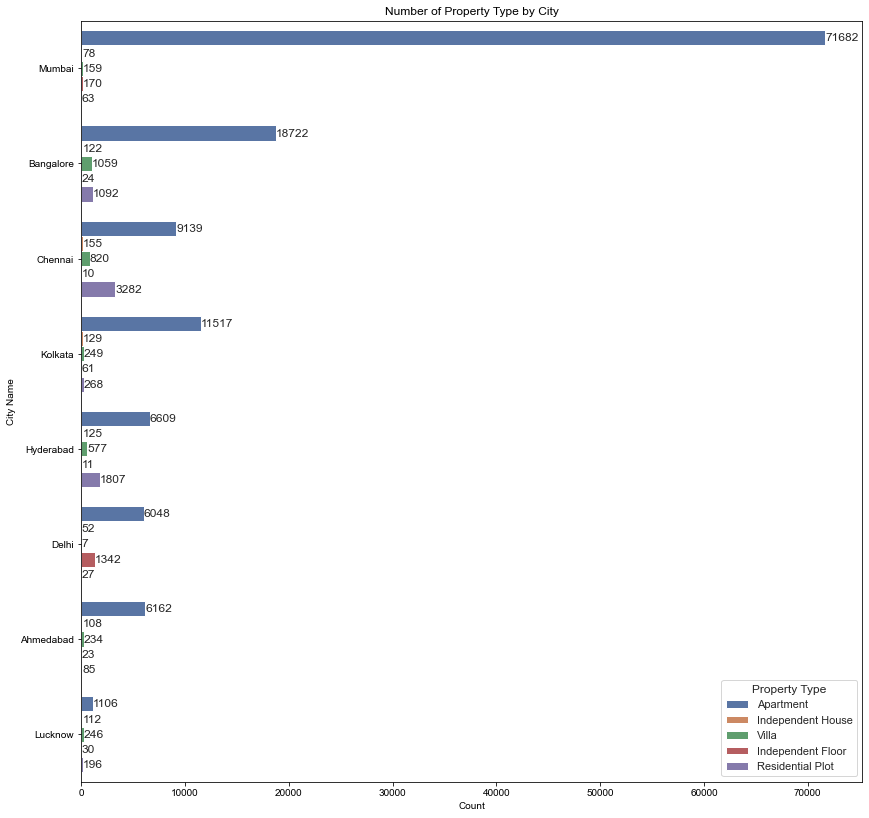 Number of Property Type by City
City Name
Mumbai
71682
78
159
170
63
Bangalore
18722
122
1059
24
1092
Chennai
9139
155
820
10
3282
Kolkata
11517
129
249
61
268
Hyderabad
6609
125
577
11
1807
Delhi
6048
52
7
1342
27
Ahmedabad
6162
108
234
23
85
Lucknow
1106
112
246
30
196
Property Type
Apartment
Independent House
Villa
Independent Floor
Residential Plot
0 10000 20000 30000 40000 50000 60000 70000
Count